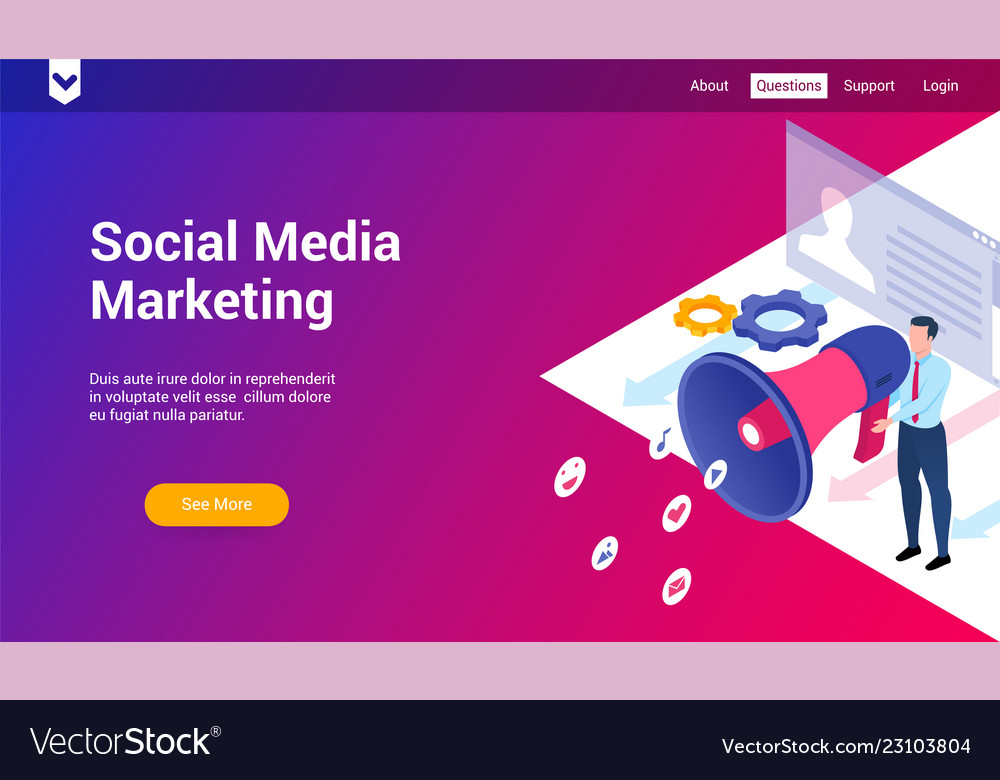 About Questions Support Login
Social Media
Marketing
Duis aute irure dolor in reprehenderit
in voluptate velit esse cillum dolore
eu fugiat nulla pariatur.
See More
VectorStock®
VectorStock.com/23103804